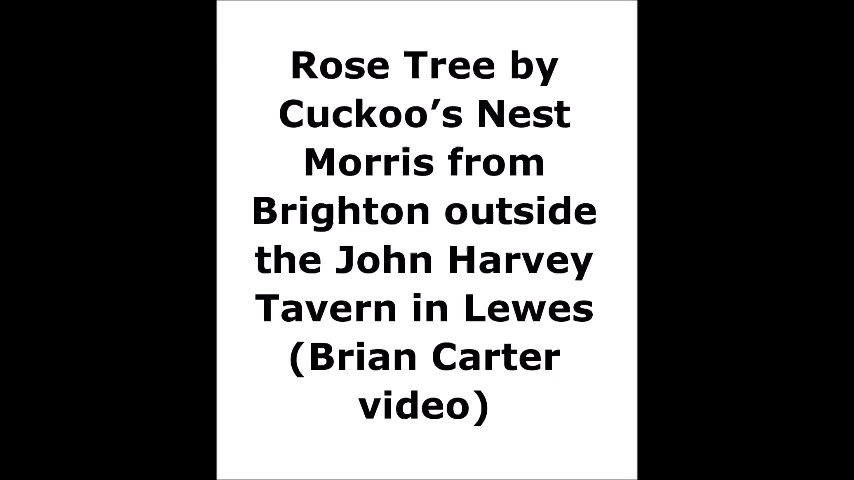 Rose Tree by
Cuckoo’s Nest
Morris from
Brighton outside
the John Harvey
Tavern in Lewes
(Brian Carter
video)